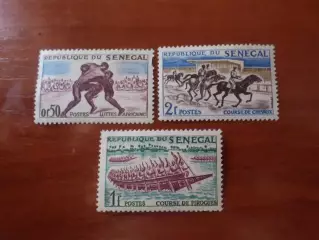 REPUBLIQUE DU SENEGAL
0f50 POSTES LUTTES AFRICAINES
REPUBLIQUE DU SENEGAL
2f POSTES COURSE DE CHEVAUX
REPUBLIQUE DU SENEGAL
1f POSTES COURSE DE PIROGUES